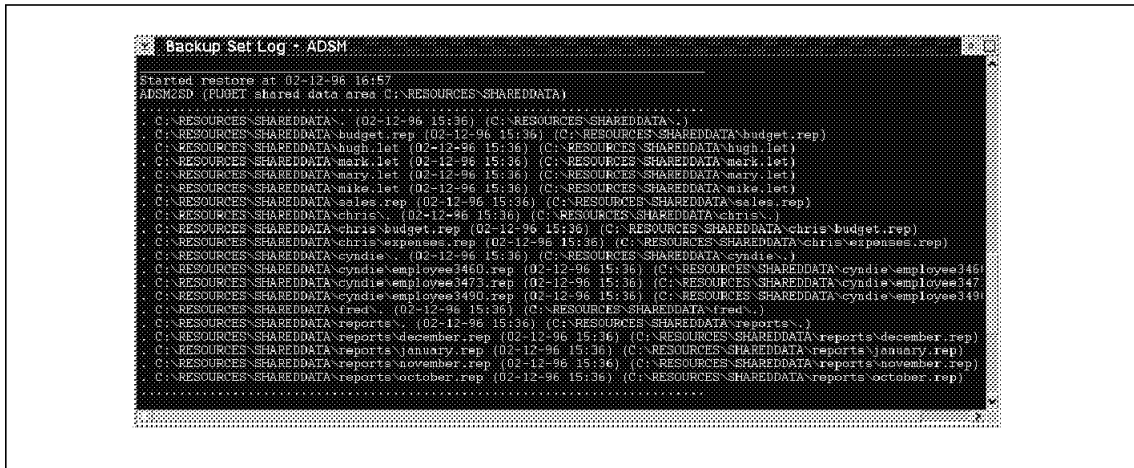 Backup Set Log - ADSM
Started restore at 02-12-96 16:57
ADSM2SD (PUGET shared data area C:\RESOURCES\SHAREDDATA)
. C:\RESOURCES\SHAREDDATA\. (02-12-96 15:36) (C:\RESOURCES\SHAREDDATA\.)
. C:\RESOURCES\SHAREDDATA\budget.rep (02-12-96 15:36) (C:\RESOURCES\SHAREDDATA\budget.rep)
. C:\RESOURCES\SHAREDDATA\hugh.let (02-12-96 15:36) (C:\RESOURCES\SHAREDDATA\hugh.let)
. C:\RESOURCES\SHAREDDATA\mark.let (02-12-96 15:36) (C:\RESOURCES\SHAREDDATA\mark.let)
. C:\RESOURCES\SHAREDDATA\mary.let (02-12-96 15:36) (C:\RESOURCES\SHAREDDATA\mary.let)
. C:\RESOURCES\SHAREDDATA\mike.let (02-12-96 15:36) (C:\RESOURCES\SHAREDDATA\mike.let)
. C:\RESOURCES\SHAREDDATA\sales.rep (02-12-96 15:36) (C:\RESOURCES\SHAREDDATA\sales.rep)
. C:\RESOURCES\SHAREDDATA\chris\. (02-12-96 15:36) (C:\RESOURCES\SHAREDDATA\chris\.)
. C:\RESOURCES\SHAREDDATA\chris\budget.rep (02-12-96 15:36) (C:\RESOURCES\SHAREDDATA\chris\budget.rep)
. C:\RESOURCES\SHAREDDATA\chris\expenses.rep (02-12-96 15:36) (C:\RESOURCES\SHAREDDATA\chris\expenses.rep)
. C:\RESOURCES\SHAREDDATA\cyndie\. (02-12-96 15:36) (C:\RESOURCES\SHAREDDATA\cyndie\.)
. C:\RESOURCES\SHAREDDATA\cyndie\employee3460.rep (02-12-96 15:36) (C:\RESOURCES\SHAREDDATA\cyndie\employee346
. C:\RESOURCES\SHAREDDATA\cyndie\employee3473.rep (02-12-96 15:36) (C:\RESOURCES\SHAREDDATA\cyndie\employee347
. C:\RESOURCES\SHAREDDATA\cyndie\employee3490.rep (02-12-96 15:36) (C:\RESOURCES\SHAREDDATA\cyndie\employee349
. C:\RESOURCES\SHAREDDATA\fred\. (02-12-96 15:36) (C:\RESOURCES\SHAREDDATA\fred\.)
. C:\RESOURCES\SHAREDDATA\reports\. (02-12-96 15:36) (C:\RESOURCES\SHAREDDATA\reports\.)
. C:\RESOURCES\SHAREDDATA\reports\december.rep (02-12-96 15:36) (C:\RESOURCES\SHAREDDATA\reports\december.rep)
. C:\RESOURCES\SHAREDDATA\reports\january.rep (02-12-96 15:36) (C:\RESOURCES\SHAREDDATA\reports\january.rep)
. C:\RESOURCES\SHAREDDATA\reports\november.rep (02-12-96 15:36) (C:\RESOURCES\SHAREDDATA\reports\november.rep)
. C:\RESOURCES\SHAREDDATA\reports\october.rep (02-12-96 15:36) (C:\RESOURCES\SHAREDDATA\reports\october.rep)